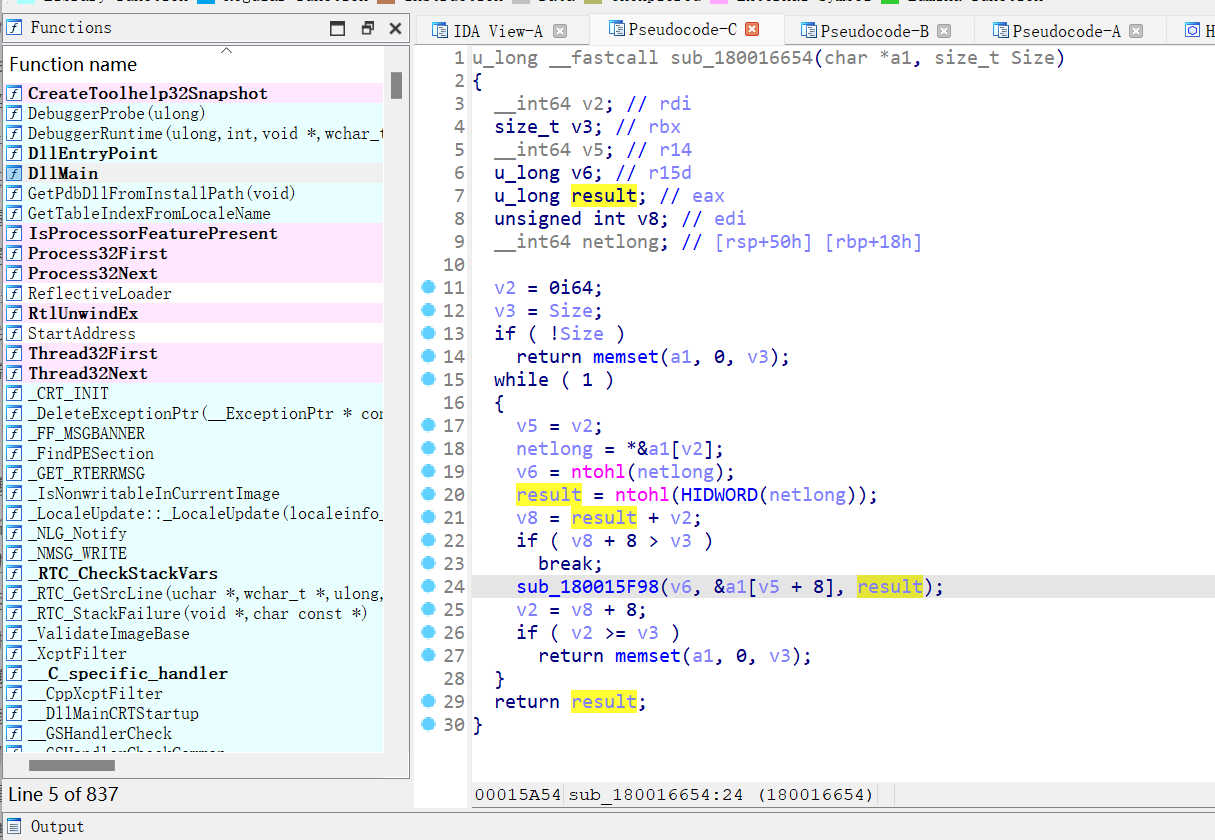 Functions
Function name
CreateToolhelp32Snapshot
DebuggerProbe(ulong)
DebuggerRuntime(ulong,int,void *,wchar_t
DllEntryPoint
DllMain
GetPdbDllFromInstallPath(void)
GetTableIndexFromLocaleName
IsProcessorFeaturePresent
Process32First
Process32Next
ReflectiveLoader
RtlUnwindEx
StartAddress
Thread32First
Thread32Next
_CRT_INIT
_DeleteExceptionPtr(__ExceptionPtr * con
_FF_MSGBANNER
_FindPESection
_GET_RTERRMSG
_IsNonwritableInCurrentImage
_LocaleUpdate::_LocaleUpdate(localeinfo_
_NLG_Notify
_NMSG_WRITE
_RTC_CheckStackVars
_RTC_GetSrcLine(uchar *,wchar_t *,ulong,
_RTC_StackFailure(void *,char const *)
_ValidateImageBase
_XcptFilter
__C_specific_handler
__CppXcptFilter
__DllMainCRTStartup
__GSHandlerCheck
Line 5 of 837
Output
IDA View-A
Pseudocode-C
Pseudocode-B
Pseudocode-A
H
1 u_long __fastcall sub_180016654(char *a1, size_t Size)
2 {
3 __int64 v2; // rdi
4 size_t v3; // rbx
5 __int64 v5; // r14
6 u_long v6; // r15d
7 u_long result; // eax
8 unsigned int v8; // edi
9 __int64 netlong; // [rsp+50h] [rbp+18h]
10
11 v2 = 0i64;
12 v3 = Size;
13 if ( !Size )
14 return memset(a1, 0, v3);
15 while ( 1 )
16 {
17 v5 = v2;
18 netlong = *&a1[v2];
19 v6 = ntohl(netlong);
20 result = ntohl(HIDWORD(netlong));
21 v8 = result + v2;
22 if ( v8 + 8 > v3 )
23 break;
24 sub_180015F98(v6, &a1[v5 + 8], result);
25 v2 = v8 + 8;
26 if ( v2 >= v3 )
27 return memset(a1, 0, v3);
28 }
29 return result;
30 }
00015A54 sub_180016654:24 (180016654)